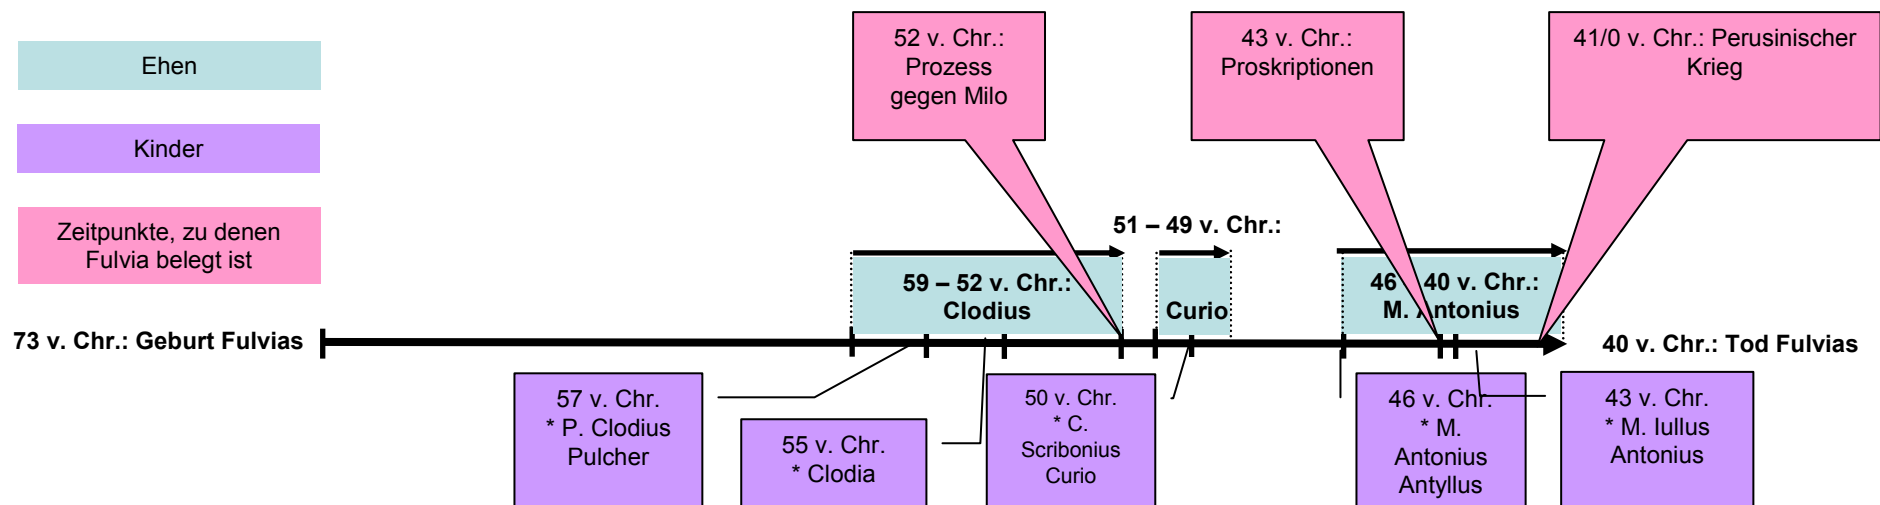 Ehen
Kinder
Zeitpunkte, zu denen
Fulvia belegt ist
52 v. Chr.:
Prozess
gegen Milo
43 v. Chr.:
Proskriptionen
41/0 v. Chr.: Perusinischer
Krieg
51 – 49 v. Chr.:
59 – 52 v. Chr.:
Clodius
Curio
46 – 40 v. Chr.:
M. Antonius
73 v. Chr.: Geburt Fulvias
40 v. Chr.: Tod Fulvias
57 v. Chr.
* P. Clodius
Pulcher
55 v. Chr.
* Clodia
50 v. Chr.
* C.
Scribonius
Curio
46 v. Chr.
* M.
Antonius
Antyllus
43 v. Chr.
* M. Iullus
Antonius